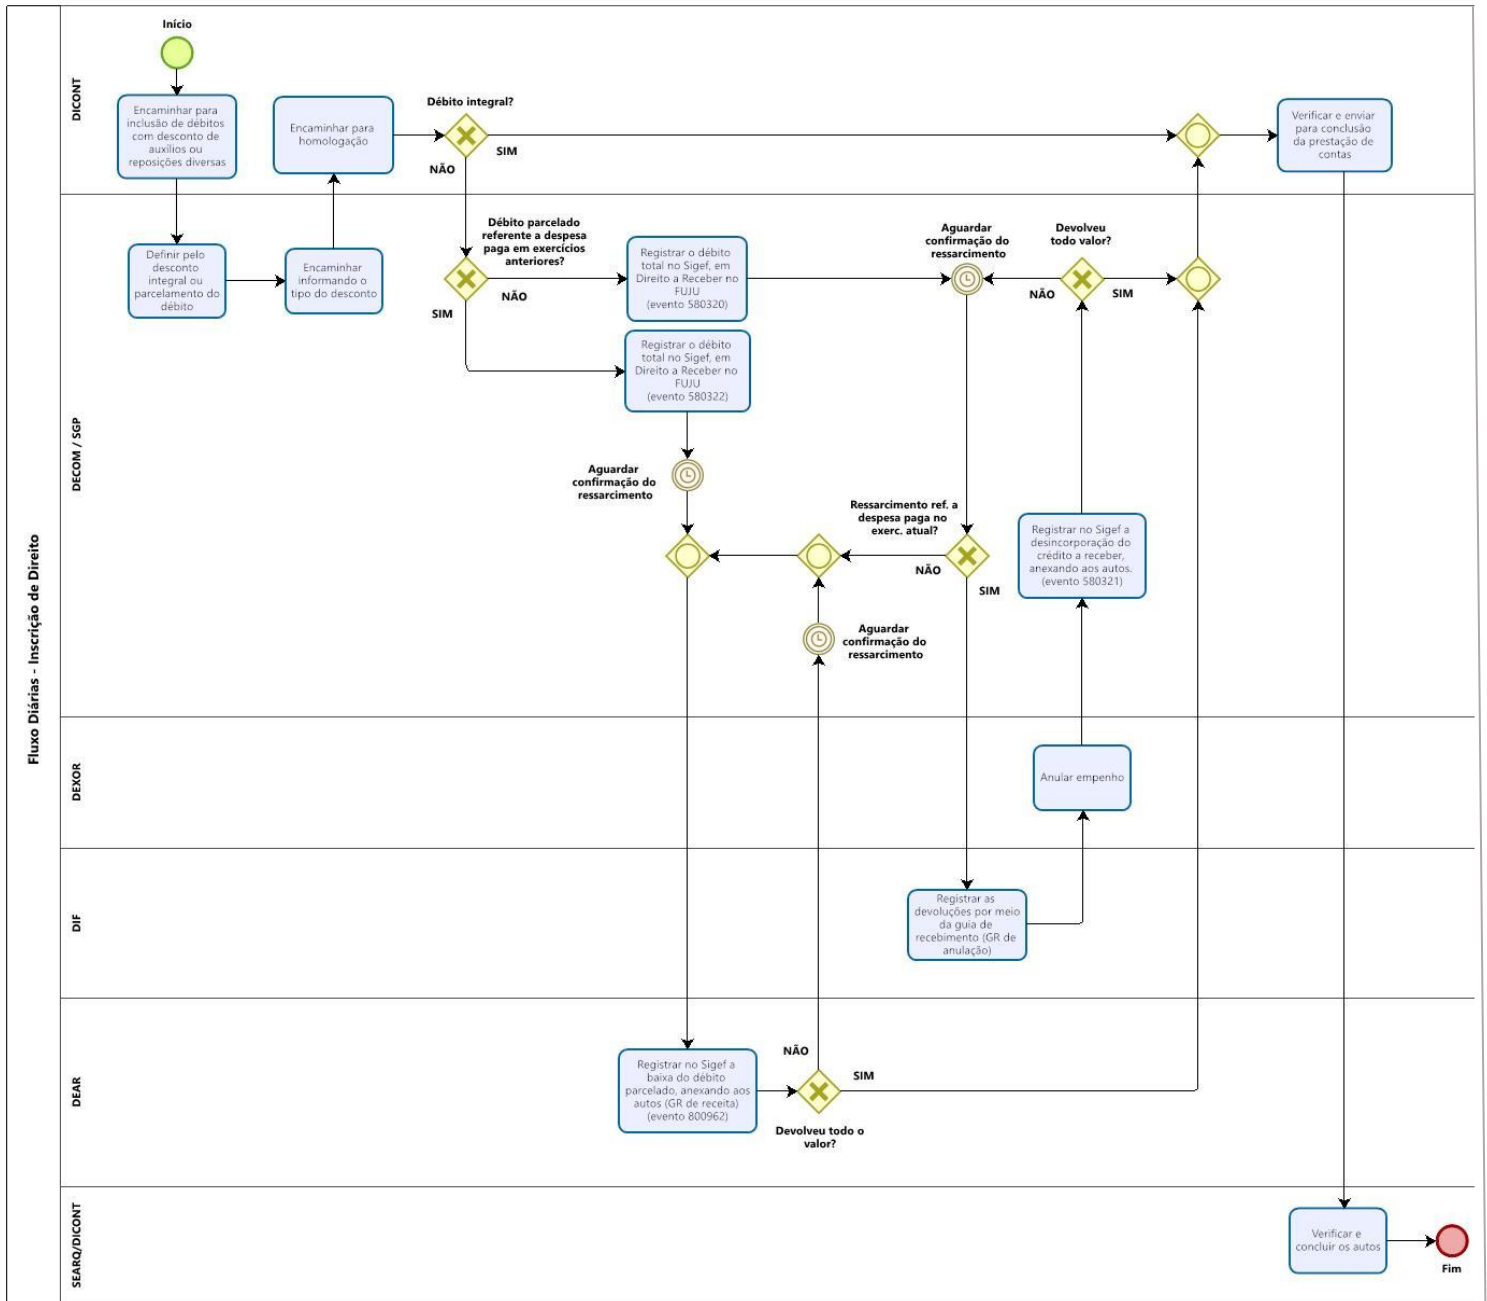 Fluxo Diárias - Inscrição de Direito
DICONT
Início
Encaminhar para
inclusão de débitos
com desconto de
auxílios ou
reposições diversas
Encaminhar para
homologação
Débito integral?
SIM
NÃO
Verificar e enviar
para conclusão
da prestação de
contas
DECOM / SGP
Definir pelo
desconto
integral ou
parcelamento do
débito
Encaminhar
informando o
tipo do desconto
Débito parcelado
referente a despesa
paga em exercícios
anteriores?
NÃO
SIM
Registrar o débito
total no Sigef, em
Direito a Receber no
FUJU
(evento 580320)
Registrar o débito
total no Sigef, em
Direito a Receber no
FUJU
(evento 580322)
Aguardar
confirmação do
ressarcimento
Devolveu
todo valor?
NÃO
SIM
Aguardar
confirmação do
ressarcimento
Ressarcimento ref. a
despesa paga no
exerc. atual?
NÃO
SIM
Registrar no Sigef a
desincorporação do
crédito a receber,
anexando aos autos.
(evento 580321)
Aguardar
confirmação do
ressarcimento
DEXOR
Anular empenho
DIF
Registrar as
devoluções por meio
da guia de
recebimento (GR de
anulação)
DEAR
Registrar no Sigef a
baixa do débito
parcelado, anexando aos
autos (GR de receita)
(evento 800962)
NÃO
SIM
Devolveu todo o
valor?
SEARQ/DICONT
Verificar e
concluir os autos
Fim